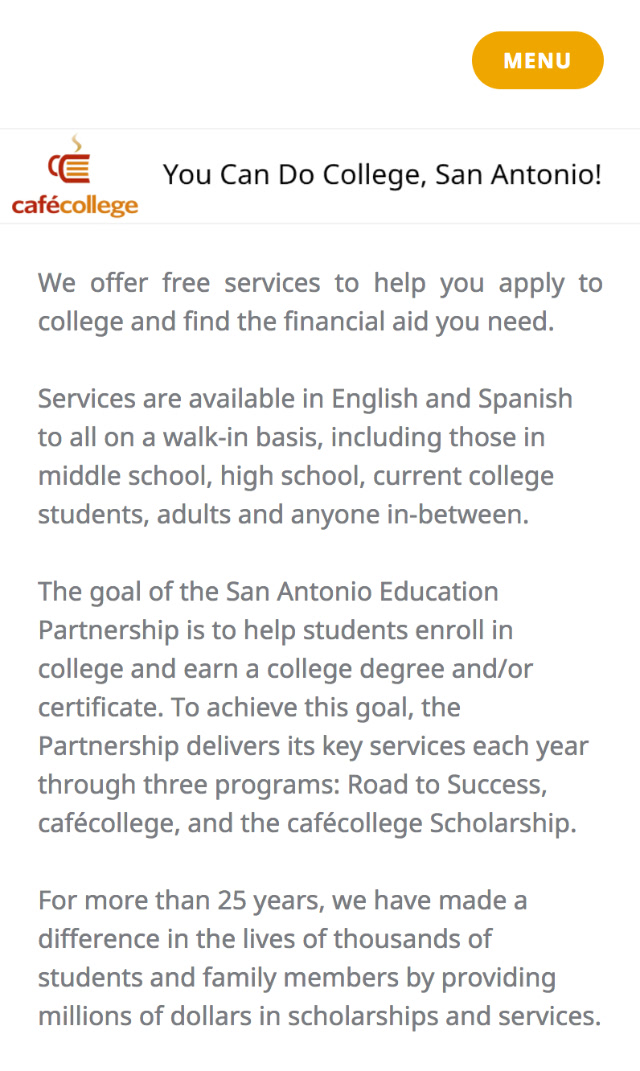 MENU
cafécollege
You Can Do College, San Antonio!
We offer free services to help you apply to
college and find the financial aid you need.
Services are available in English and Spanish
to all on a walk-in basis, including those in
middle school, high school, current college
students, adults and anyone in-between.
The goal of the San Antonio Education
Partnership is to help students enroll in
college and earn a college degree and/or
certificate. To achieve this goal, the
Partnership delivers its key services each year
through three programs: Road to Success,
cafécollege, and the cafécollege Scholarship.
For more than 25 years, we have made a
difference in the lives of thousands of
students and family members by providing
millions of dollars in scholarships and services.